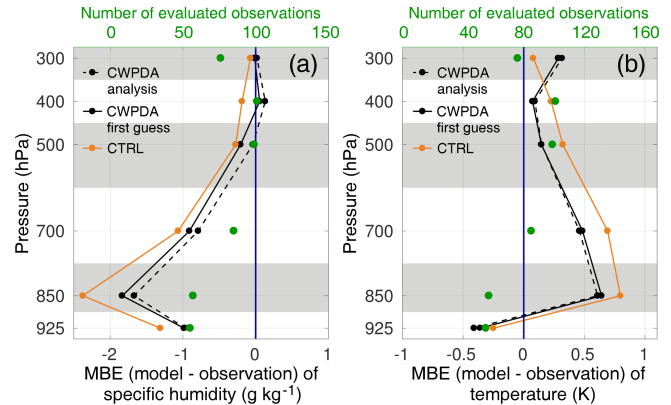 Number of evaluated observations
0 50 100 150
300
400
500
700
850
925
Pressure (hPa)
(a)
CWPDA
analysis
CWPDA
first guess
CTRL
-2 -1 0 1
MBE (model - observation) of
specific humidity (g kg-1)
Number of evaluated observations
0 40 80 120 160
300
400
500
700
850
925
Pressure (hPa)
(b)
CWPDA
analysis
CWPDA
first guess
CTRL
-1 -0.5 0 0.5 1
MBE (model - observation) of
temperature (K)